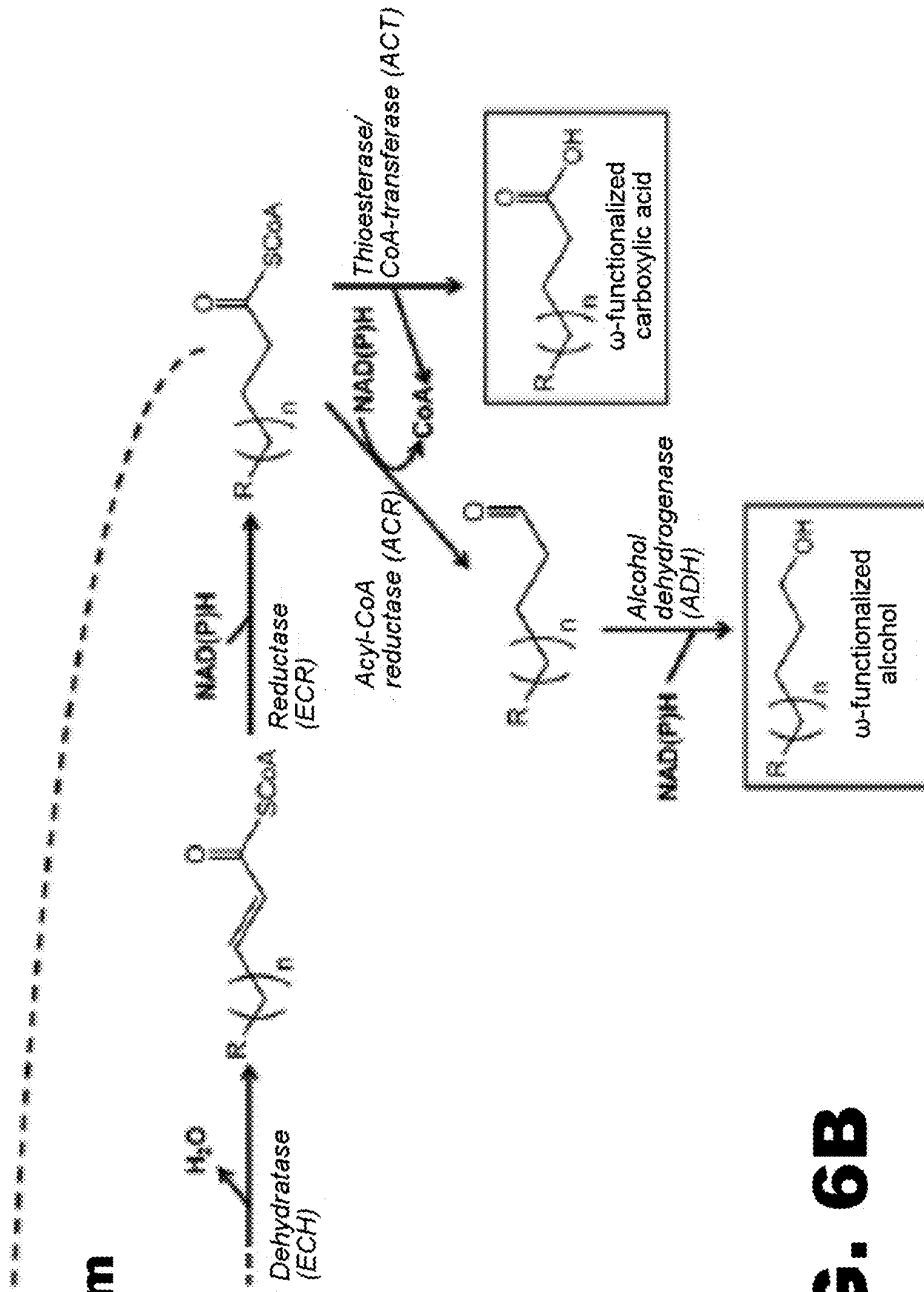 m
H₂O
Dehydratase
(ECH)
O
R
n
SCoA
NAD(P)H
Reductase
(ECR)
O
R
n
SCoA
Acyl-CoA
reductase (ACR)
NAD(P)H
CoA
Thioesterase/
CoA-transferase (ACT)
O
R
n
OH
ω-functionalized
carboxylic acid
O
R
n
NAD(P)H
Alcohol
dehydrogenase
(ADH)
R
n
OH
ω-functionalized
alcohol
G. 6B